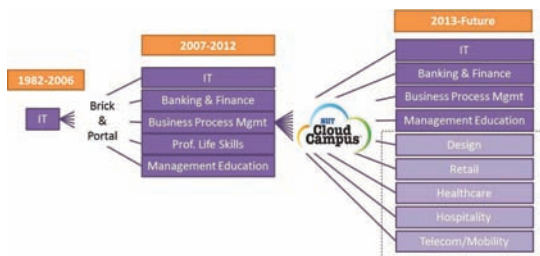 1982-2006
IT
Brick
&
Portal
2007-2012
IT
Banking & Finance
Business Process Mgmt
Prof. Life Skills
Management Education
Cloud
Campus
2013-Future
IT
Banking & Finance
Business Process Mgmt
Management Education
Design
Retail
Healthcare
Hospitality
Telecom/Mobility